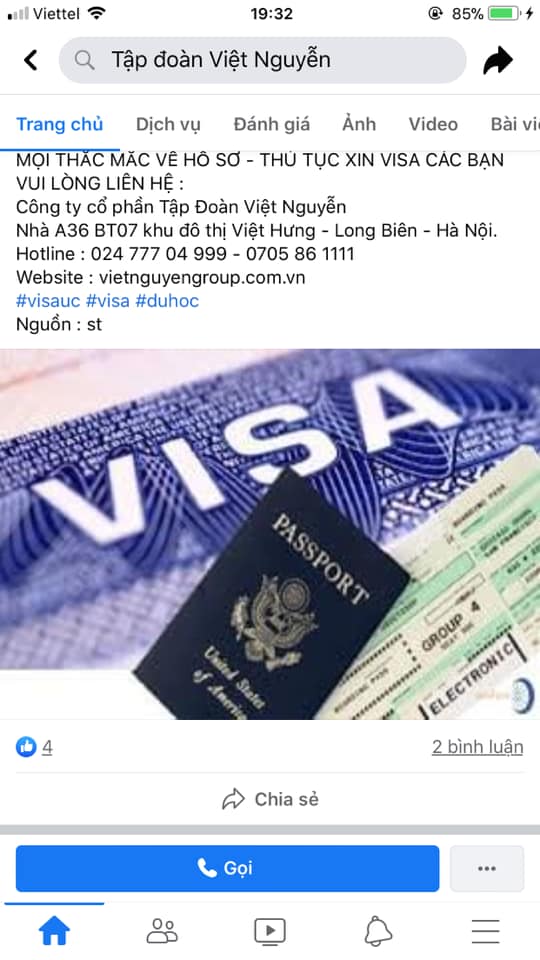 Viettel 19:32 85%
Tập đoàn Việt Nguyễn
Trang chủ Dịch vụ Đánh giá Ảnh Video Bài vi
MỌI THẮC MẮC VỀ HỒ SƠ - THỦ TỤC XIN VISA CÁC BẠN
VUI LÒNG LIÊN HỆ :
Công ty cổ phần Tập Đoàn Việt Nguyễn
Nhà A36 BT07 khu đô thị Việt Hưng - Long Biên - Hà Nội.
Hotline : 024 777 04 999 - 0705 86 1111
Website : vietnguyengroup.com.vn
#visauc #visa #duhoc
Nguồn : st
VISA
PASSPORT
United States
of America
BOARDING PASS
GROUP 4
ELECTRONIC
BOARDING PASS
4
2 bình luận
Chia sẻ
Gọi